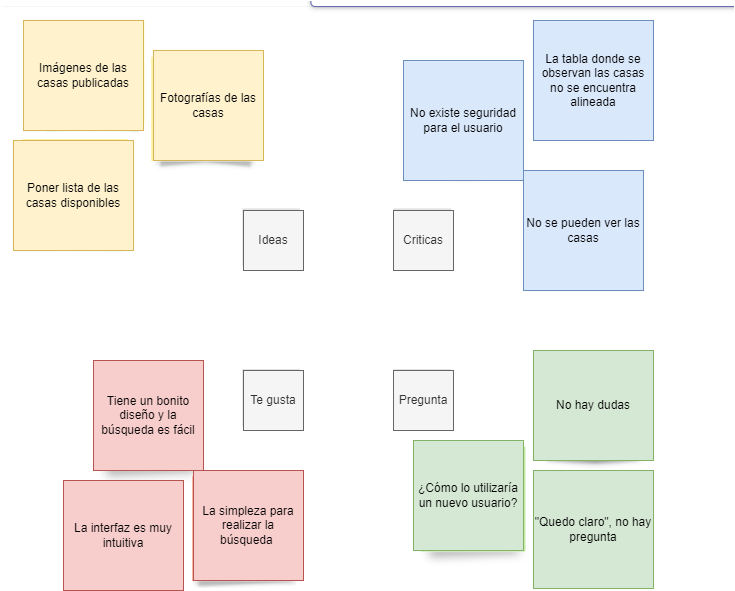 Imágenes de las
casas publicadas
Fotografías de las
casas
Poner lista de las
casas disponibles
Ideas
No existe seguridad
para el usuario
La tabla donde se
observan las casas
no se encuentra
alineada
No se pueden ver las
casas
Criticas
Tiene un bonito
diseño y la
búsqueda es fácil
Te gusta
La interfaz es muy
intuitiva
La simpleza para
realizar la
búsqueda
Pregunta
No hay dudas
¿Cómo lo utilizaría
un nuevo usuario?
"Quedo claro", no hay
pregunta